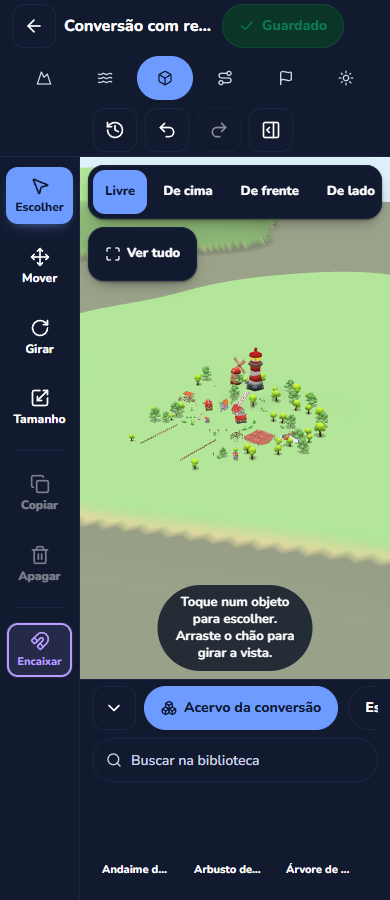 Conversão com re...
Guardado
Escolher
Mover
Girar
Tamanho
Copiar
Apagar
Encaixar
Livre
De cima
De frente
De lado
Ver tudo
Toque num objeto
para escolher.
Arraste o chão para
girar a vista.
Acervo da conversão
Es
Buscar na biblioteca
Andaime d...
Arbusto de...
Árvore de ...